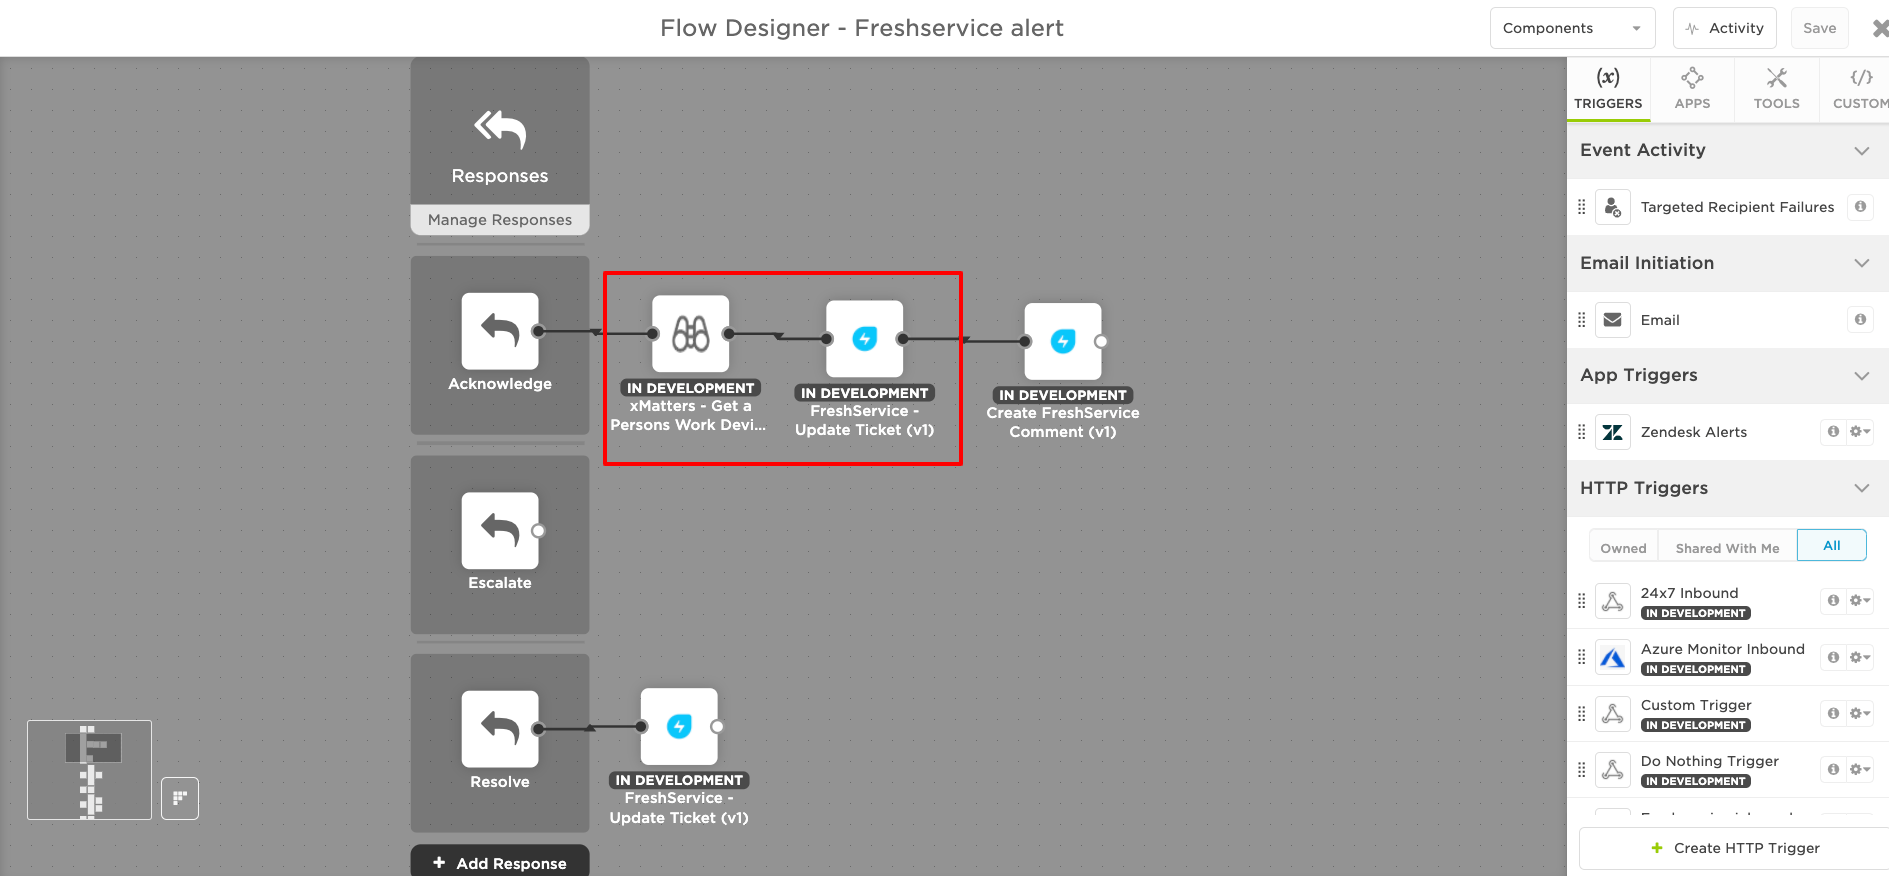 Flow Designer - Freshservice alert
Components
Activity
Save
Responses
Manage Responses
Acknowledge
IN DEVELOPMENT
xMatters - Get a
Persons Work Devi...
IN DEVELOPMENT
FreshService -
Update Ticket (v1)
IN DEVELOPMENT
Create FreshService
Comment (v1)
Escalate
Resolve
IN DEVELOPMENT
FreshService -
Update Ticket (v1)
+ Add Response
(x)
TRIGGERS
APPS
TOOLS
{/}
CUSTOM
Event Activity
Targeted Recipient Failures
Email Initiation
Email
App Triggers
Zendesk Alerts
HTTP Triggers
Owned
Shared With Me
All
24x7 Inbound
IN DEVELOPMENT
Azure Monitor Inbound
IN DEVELOPMENT
Custom Trigger
IN DEVELOPMENT
Do Nothing Trigger
IN DEVELOPMENT
+ Create HTTP Trigger